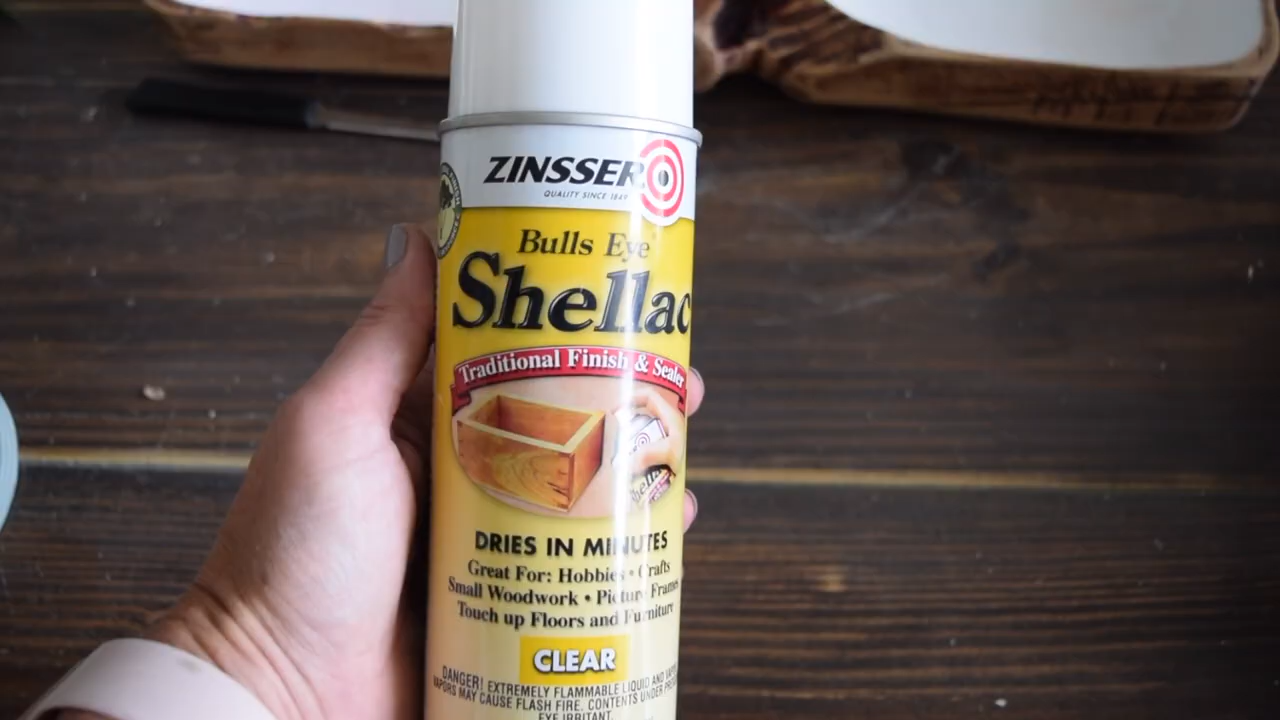 ZINSSER
QUALITY SINCE 1849
Bulls Eye
Shellac
Traditional Finish & Sealer
DRIES IN MINUTES
Great For: Hobbies • Crafts
Small Woodwork • Picture Frames
Touch up Floors and Furniture
CLEAR
DANGER! EXTREMELY FLAMMABLE LIQUID AND
VAPORS MAY CAUSE FLASH FIRE. CONTENTS UNDER
EYE IRRITANT.